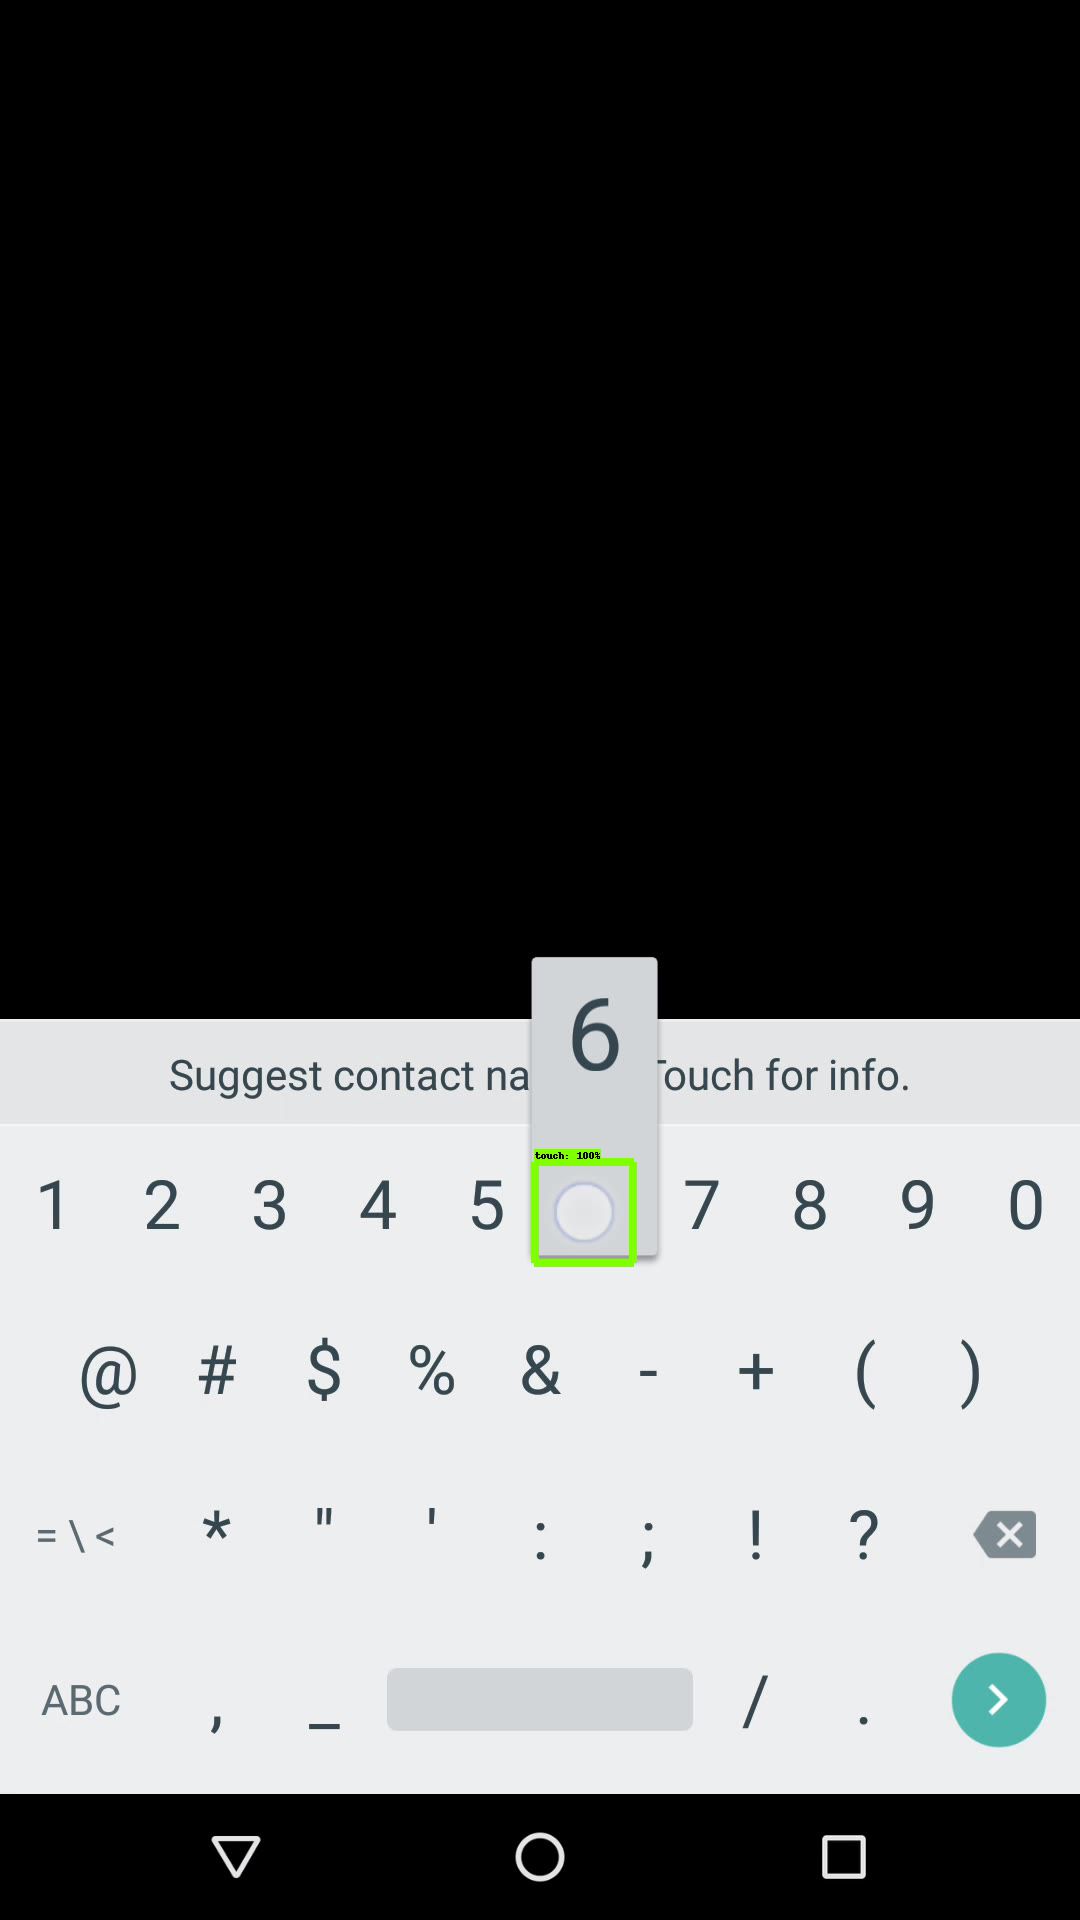 6
Suggest contact na Touch for info.
touch: 100%
1 2 3 4 5 7 8 9 0
@ # $ % & - + ( )
= \ < * " ' : ; ! ?
ABC , _ / .